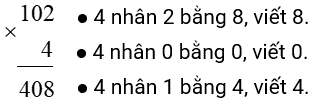 102 ● 4 nhân 2 bằng 8, viết 8.
×
4 ● 4 nhân 0 bằng 0, viết 0.
408 ● 4 nhân 1 bằng 4, viết 4.